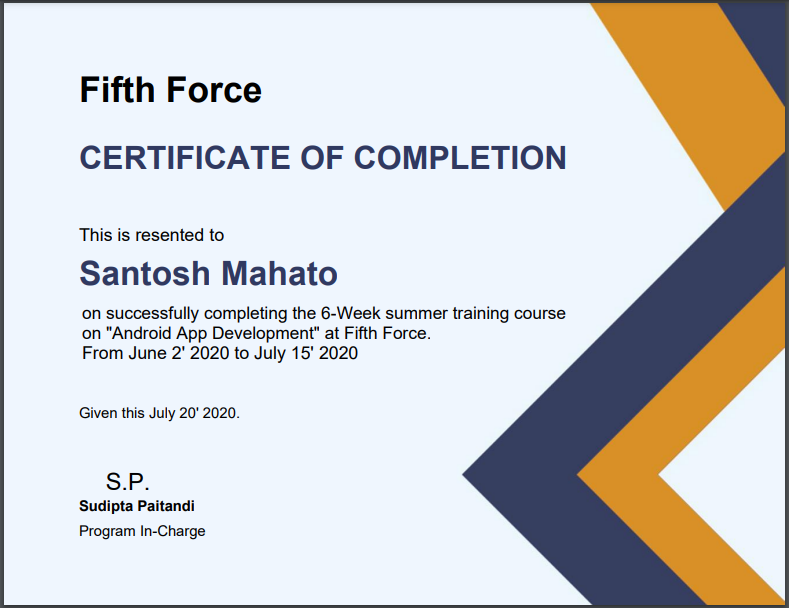 Fifth Force
CERTIFICATE OF COMPLETION
This is resented to
Santosh Mahato
on successfully completing the 6-Week summer training course
on "Android App Development" at Fifth Force.
From June 2' 2020 to July 15' 2020
Given this July 20' 2020.
S.P.
Sudipta Paitandi
Program In-Charge